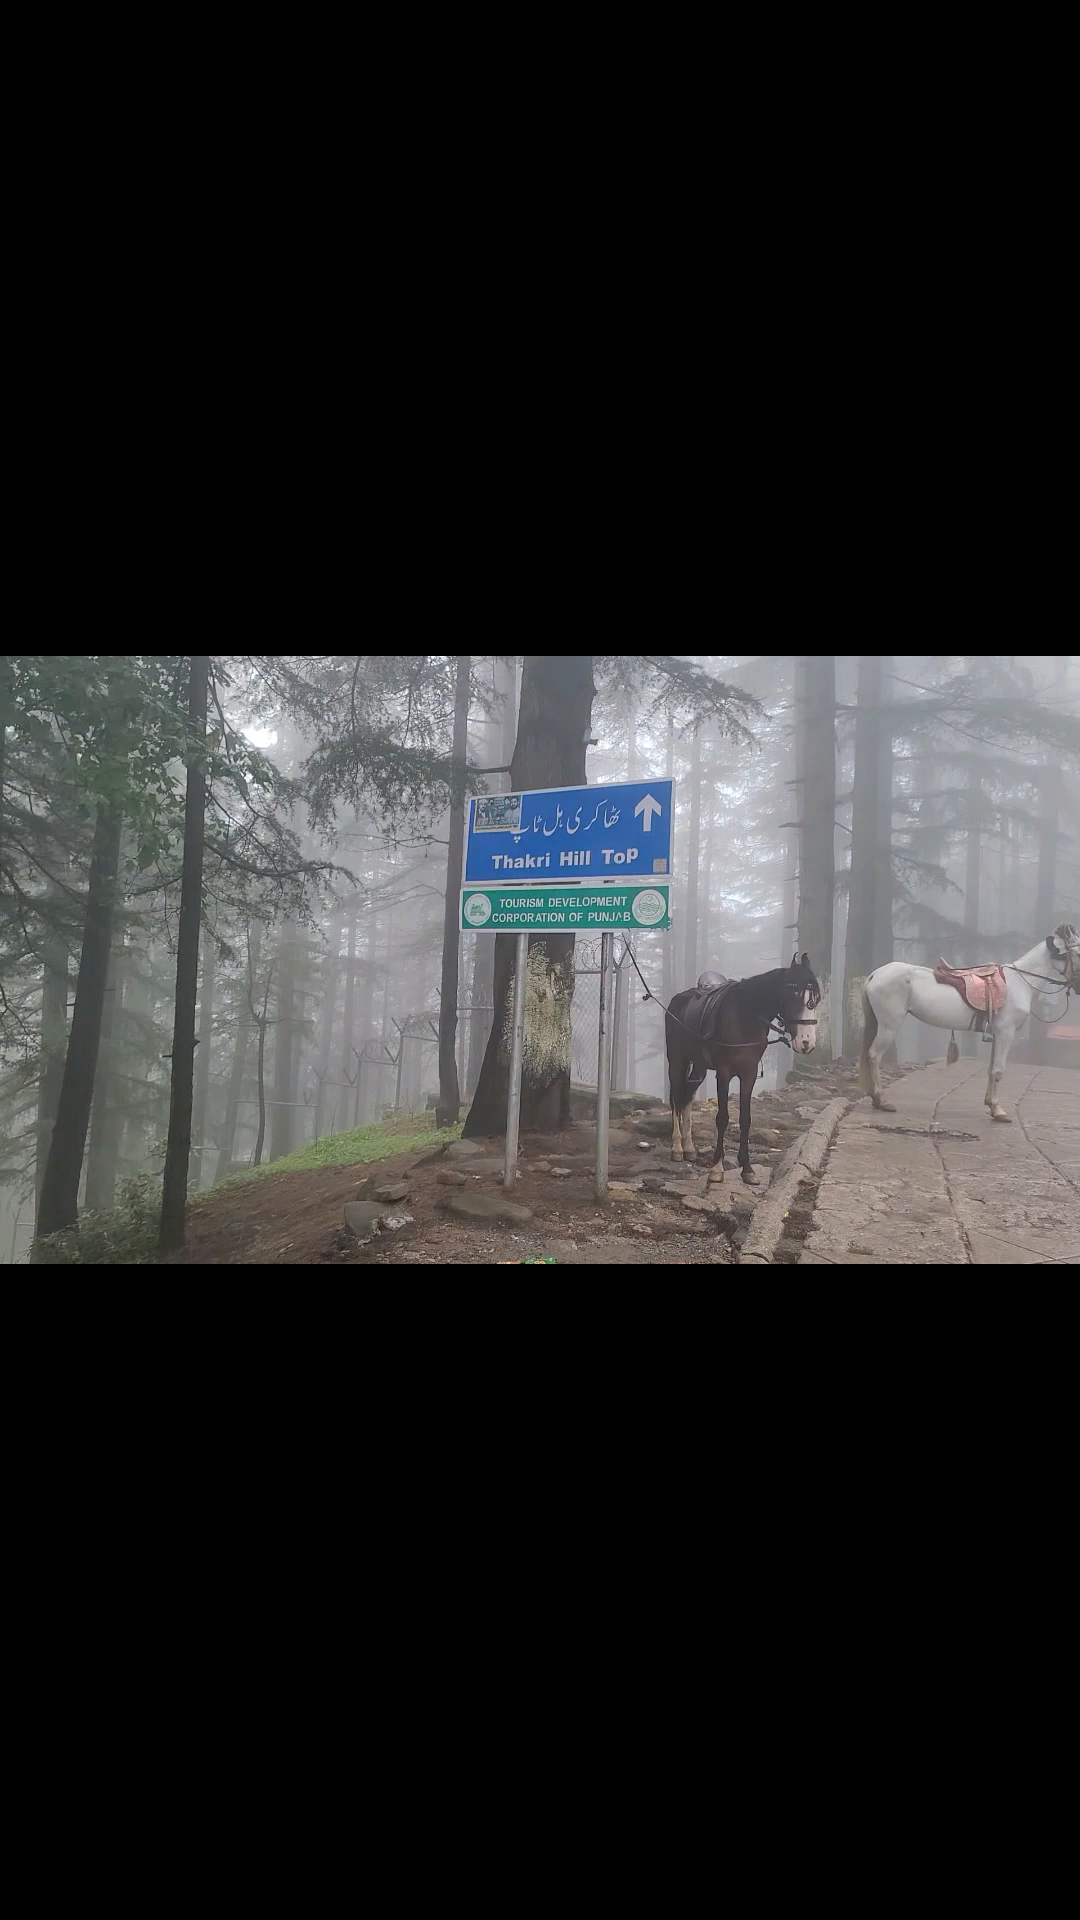 ٹھاکری ہل ٹاپ
Thakri Hill Top
TOURISM DEVELOPMENT
CORPORATION OF PUNJAB